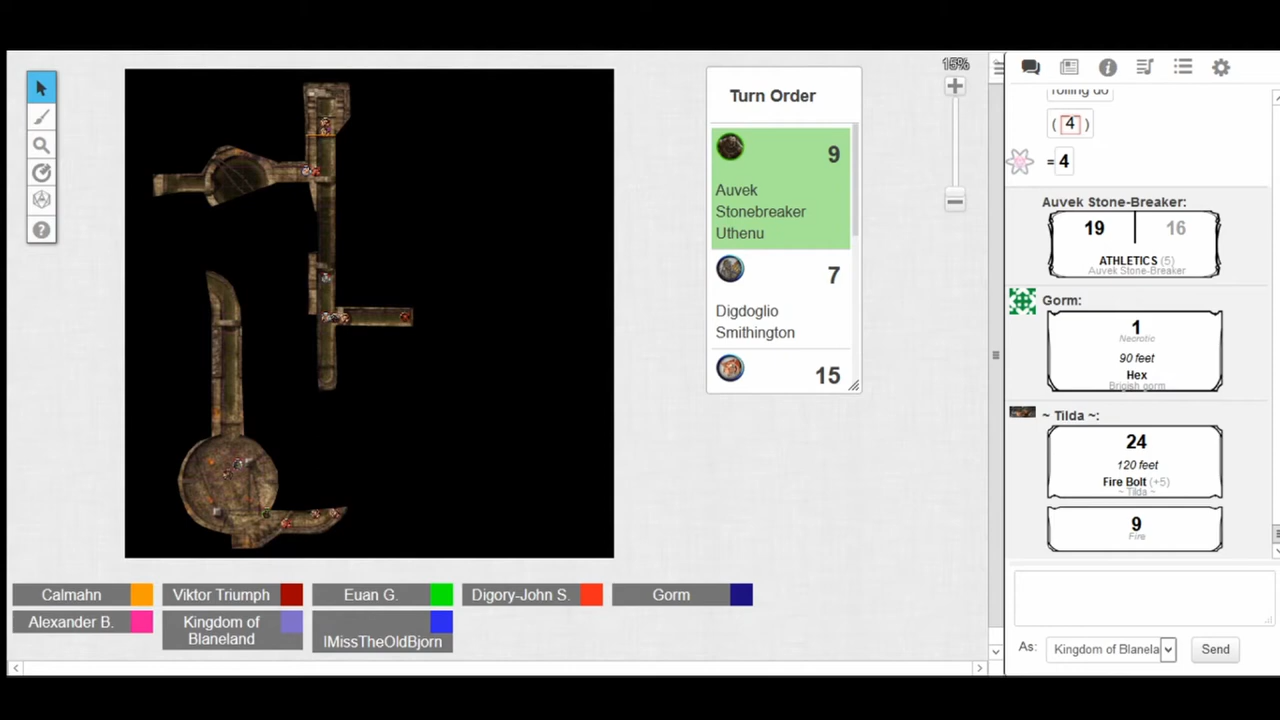 15%
Turn Order
9
Auvek
Stonebreaker
Uthenu
7
Digdoglio
Smithington
15
Calmahn
Viktor Triumph
Euan G.
Digory-John S.
Gorm
Alexander B.
Kingdom of
Blaneland
IMissTheOldBjorn
rolling do
( 4 )
= 4
Auvek Stone-Breaker:
19 16
ATHLETICS (5)
Auvek Stone-Breaker
Gorm:
1
Necrotic
90 feet
Hex
~ Tilda ~:
24
120 feet
Fire Bolt (+5)
~ Tilda ~
9
Fire
As: Kingdom of Blanela
Send